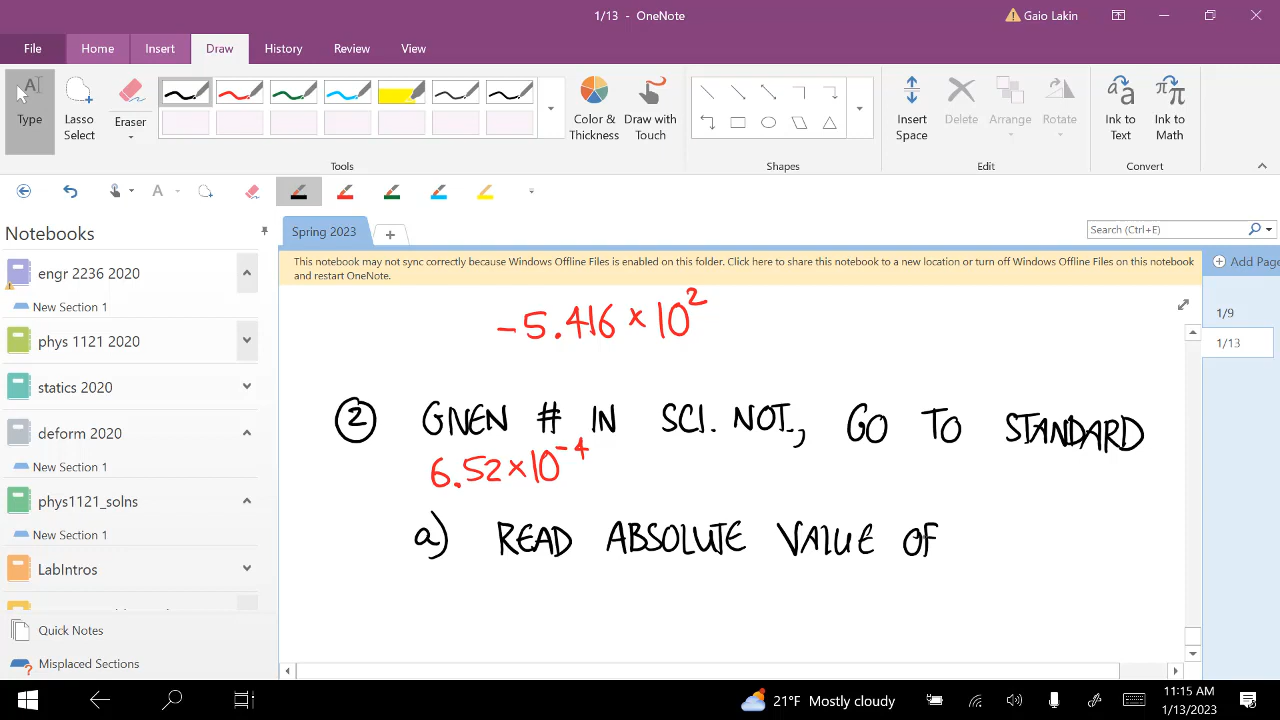 1/13 - OneNote
Gaio Lakin
File Home Insert Draw History Review View
Type
Lasso Select
Eraser
Color & Thickness
Draw with Touch
Insert Space
Delete
Arrange
Rotate
Ink to Text
Ink to Math
Tools Shapes Edit Convert
A
Notebooks
Spring 2023
Search (Ctrl+E)
This notebook may not sync correctly because Windows Offline Files is enabled on this folder. Click here to share this notebook to a new location or turn off Windows Offline Files on this notebook
and restart OneNote.
Add Page
engr 2236 2020
New Section 1
phys 1121 2020
statics 2020
deform 2020
New Section 1
phys1121_solns
New Section 1
LabIntros
Quick Notes
Misplaced Sections
1/9
1/13
-5.416 × 10²
② GIVEN # IN SCI. NOT., GO TO STANDARD
6.52 × 10⁻⁴
a) READ ABSOLUTE VALUE OF
21°F Mostly cloudy
11:15 AM
1/13/2023